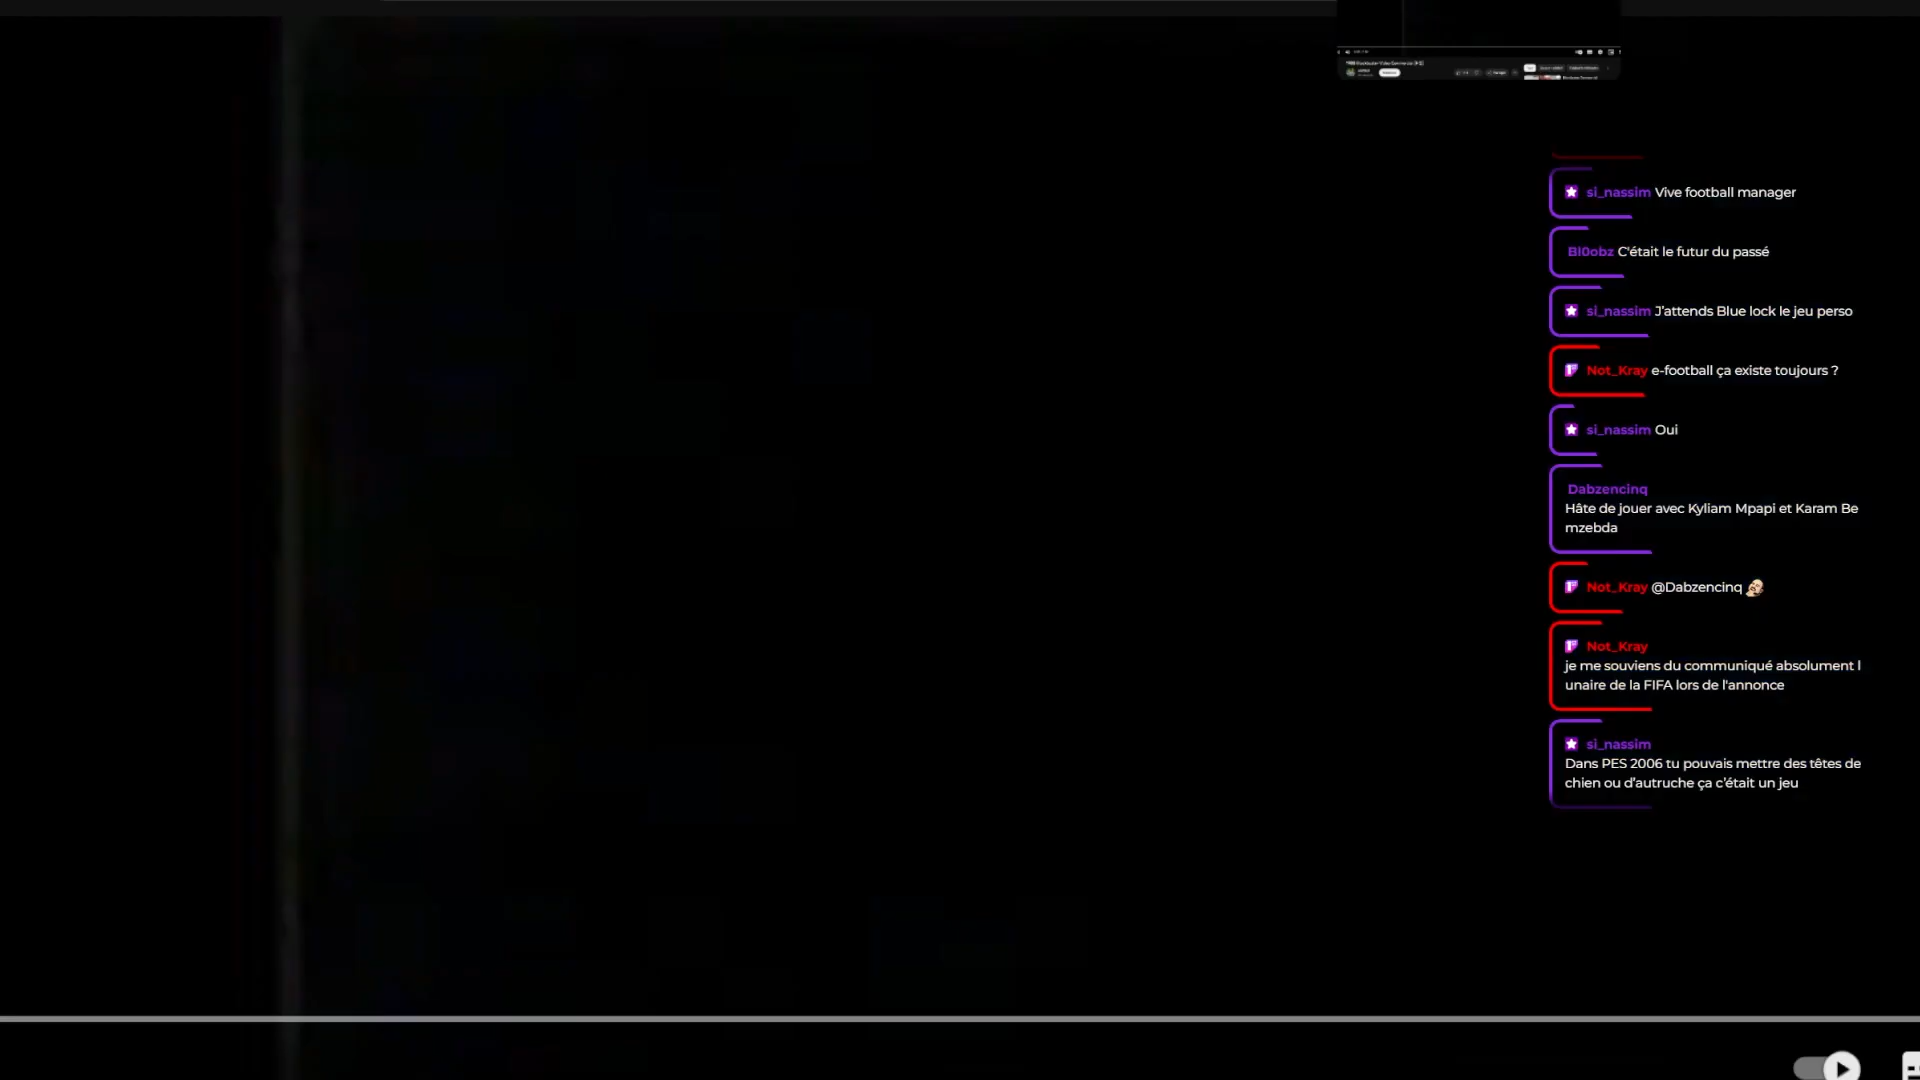 si_nassim Vive football manager
Bl0obz C'était le futur du passé
si_nassim J'attends Blue lock le jeu perso
Not_Kray e-football ça existe toujours ?
si_nassim Oui
Dabzencinq
Hâte de jouer avec Kyliam Mpapi et Karam Be
mzebda
Not_Kray @Dabzencinq
Not_Kray
je me souviens du communiqué absolument l
unaire de la FIFA lors de l'annonce
si_nassim
Dans PES 2006 tu pouvais mettre des têtes de
chien ou d'autruche ça c'était un jeu